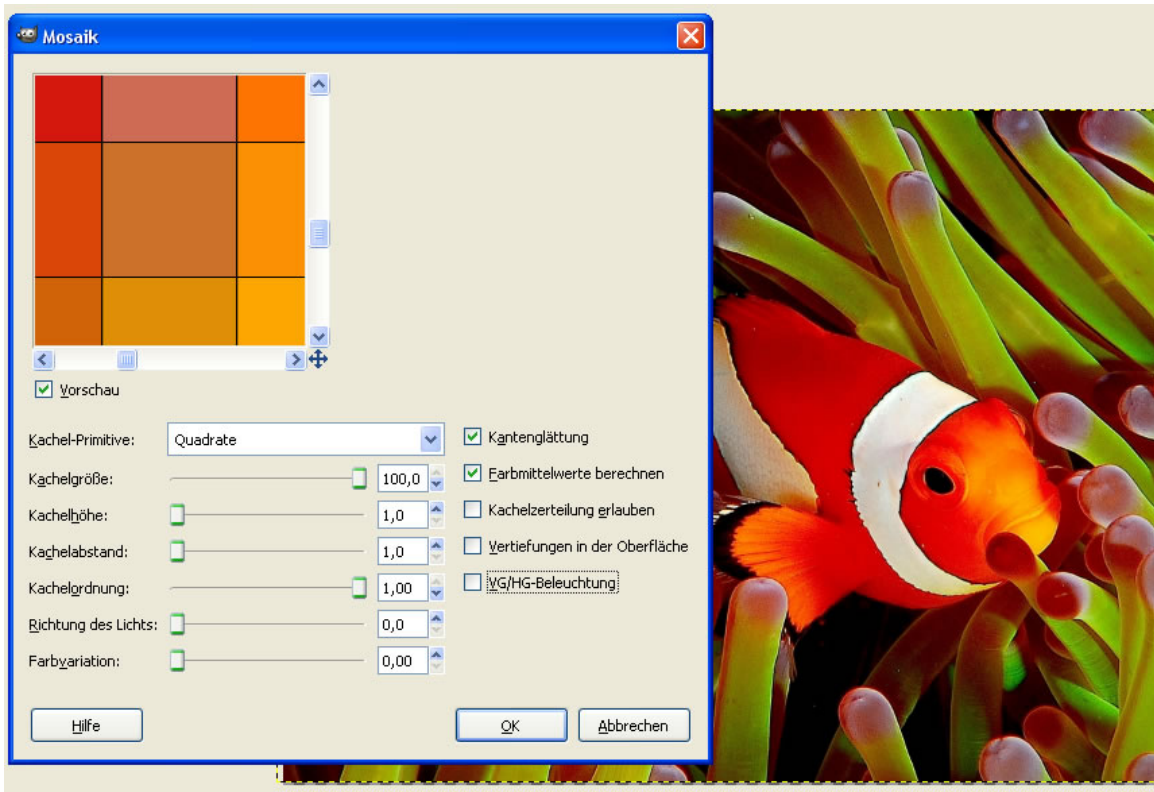 Mosaik
Vorschau
Kachel-Primitive: Quadrate
Kachelgröße: 100,0
Kachelhöhe: 1,0
Kachelabstand: 1,0
Kachelordnung: 1,00
Richtung des Lichts: 0,0
Farbvariation: 0,00
Kantenglättung
Farbmittelwerte berechnen
Kachelzerteilung erlauben
Vertiefungen in der Oberfläche
VG/HG-Beleuchtung
Hilfe
OK
Abbrechen